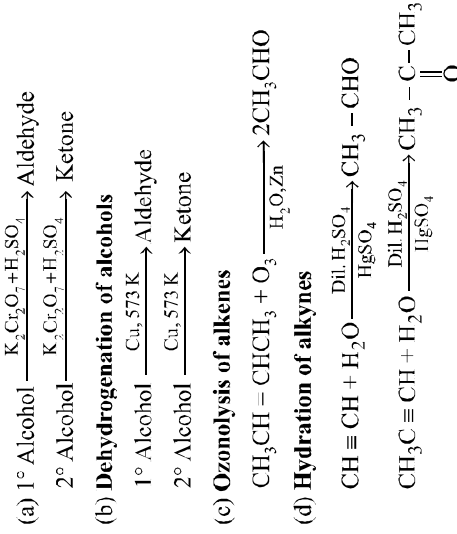 (a) 1° Alcohol —K₂Cr₂O₇+H₂SO₄→ Aldehyde
2° Alcohol —K₂Cr₂O₇+H₂SO₄→ Ketone
(b) Dehydrogenation of alcohols
1° Alcohol —Cu, 573 K→ Aldehyde
2° Alcohol —Cu, 573 K→ Ketone
(c) Ozonolysis of alkenes
CH₃CH = CHCH₃ + O₃ —H₂O,Zn→ 2CH₃CHO
(d) Hydration of alkynes
Dil. H₂SO₄
CH ≡ CH + H₂O ⟶ CH₃ – CHO
HgSO₄
Dil. H₂SO₄
CH₃C ≡ CH + H₂O ⟶ CH₃ – C – CH₃
HgSO₄
O